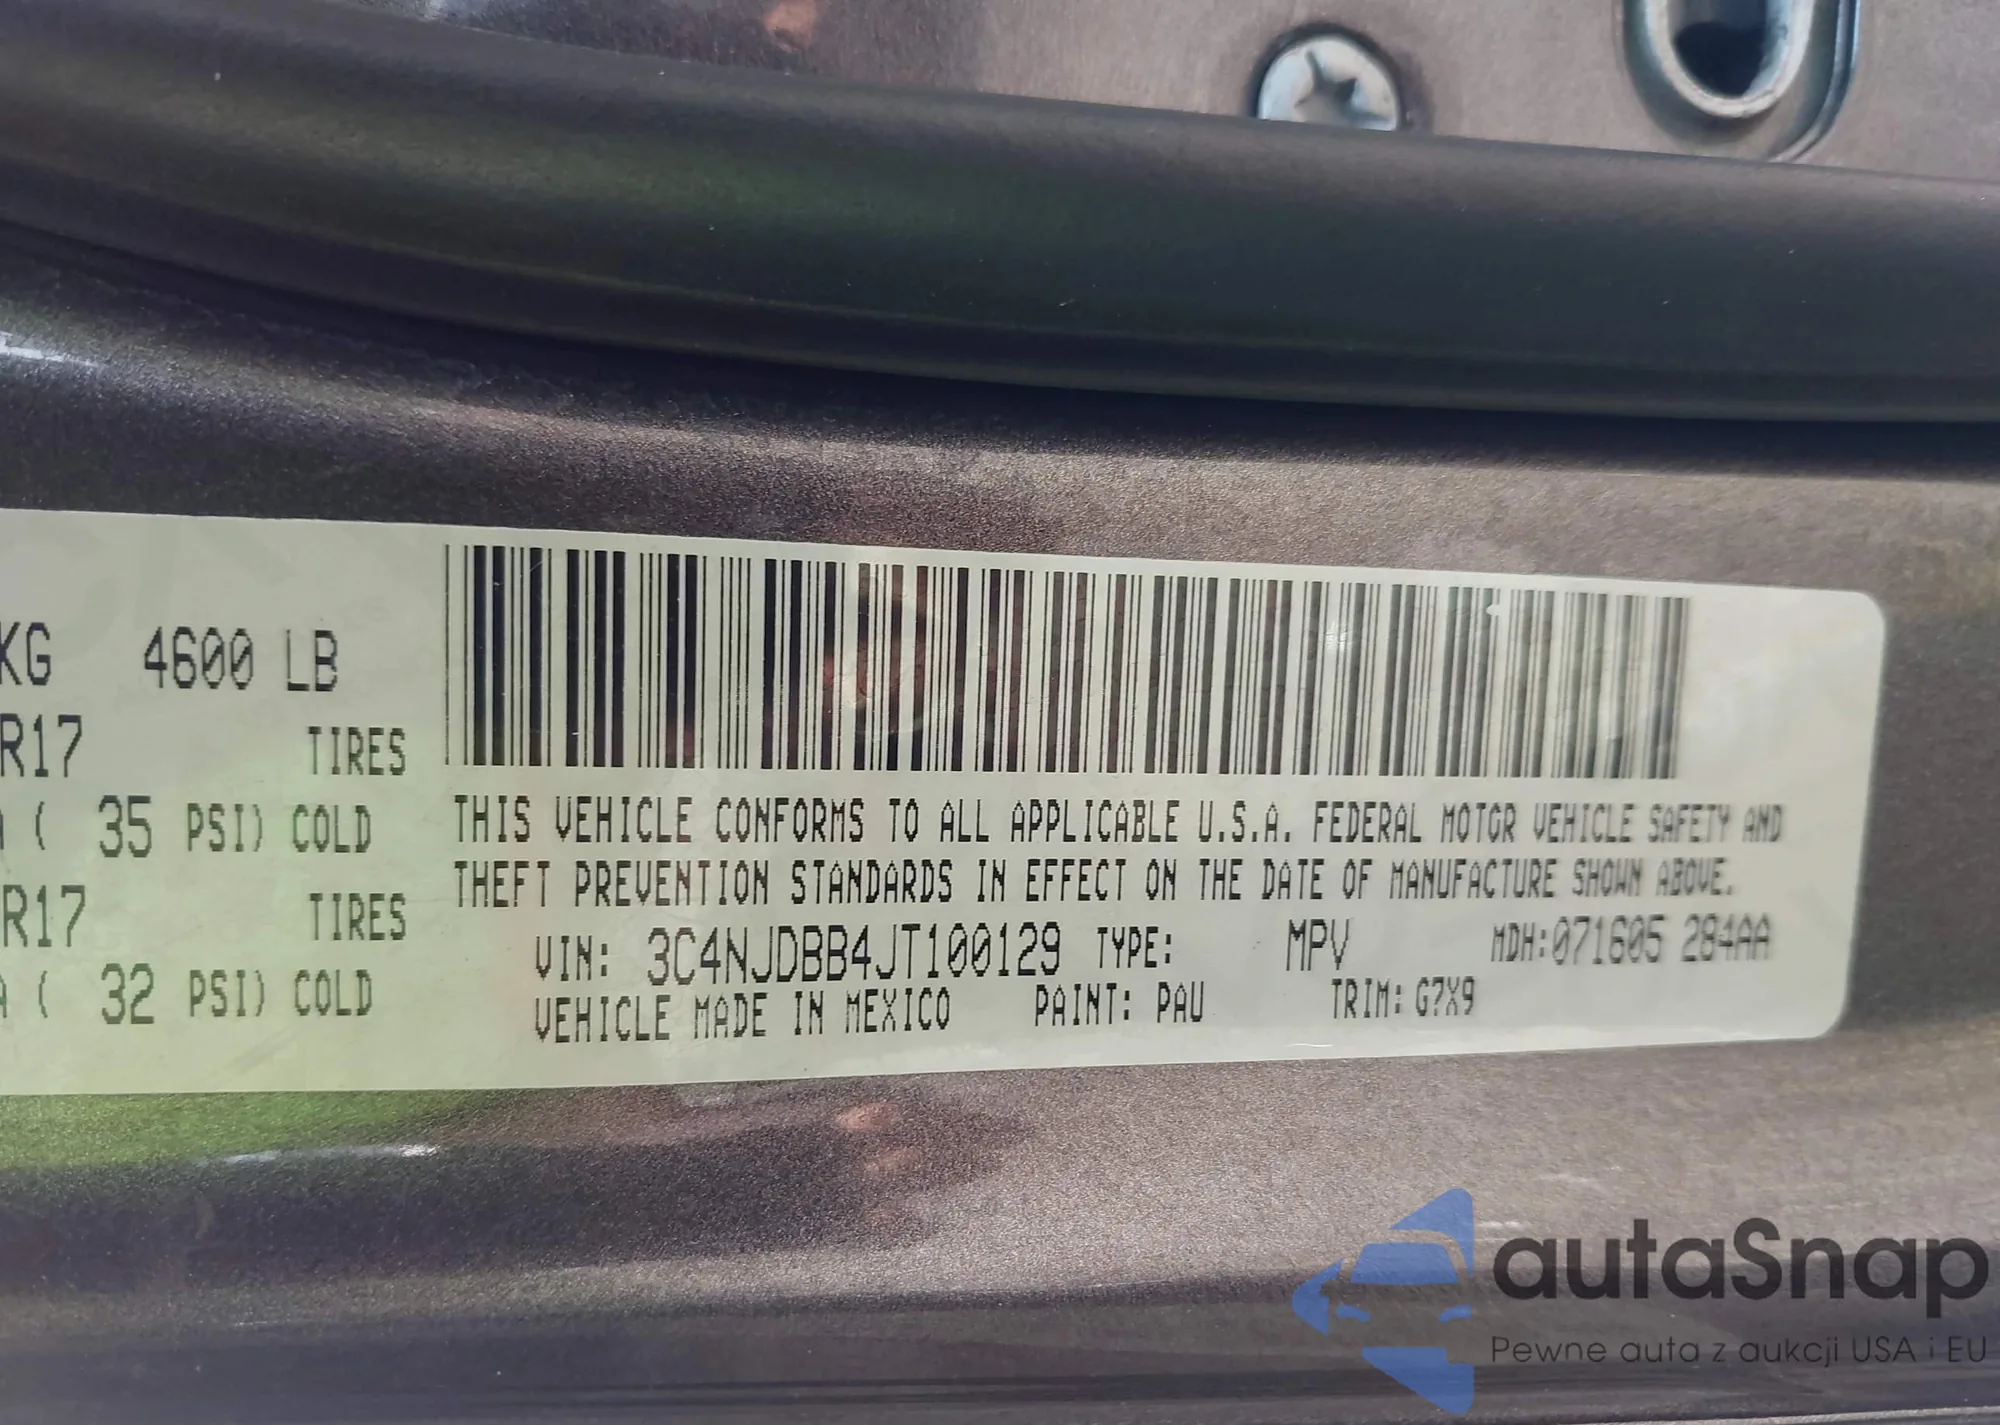 KG 4600 LB
R17 TIRES
A ( 35 PSI) COLD
R17 TIRES
A ( 32 PSI) COLD
THIS VEHICLE CONFORMS TO ALL APPLICABLE U.S.A. FEDERAL MOTOR VEHICLE SAFETY AND
THEFT PREVENTION STANDARDS IN EFFECT ON THE DATE OF MANUFACTURE SHOWN ABOVE.
VIN: 3C4NJDBB4JT100129 TYPE: MPV MDH:071605 284AA
VEHICLE MADE IN MEXICO PAINT: PAU TRIM: G7X9
autaSnap
Pewne auta z aukcji USA i EU